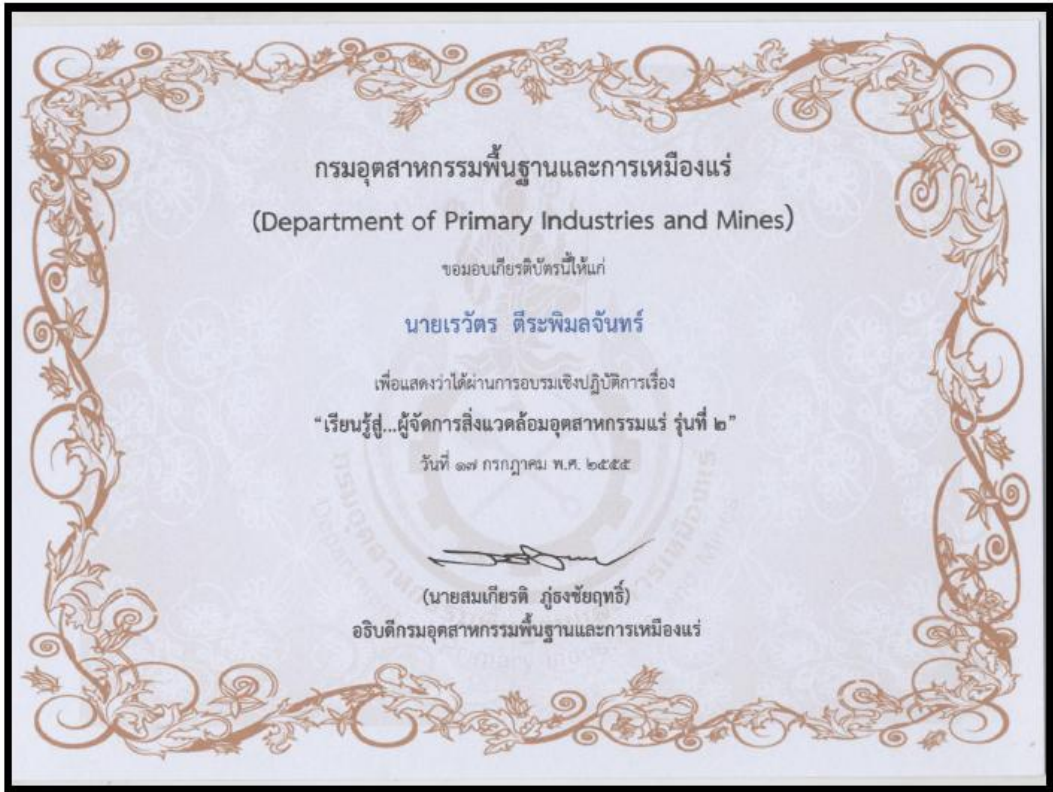 กรมอุตสาหกรรมพื้นฐานและการเหมืองแร่
(Department of Primary Industries and Mines)
ขอมอบเกียรติบัตรนี้ให้แก่
นายเรวัตร ตีระพิมลจันทร์
เพื่อแสดงว่าได้ผ่านการอบรมเชิงปฏิบัติการเรื่อง
“เรียนรู้สู่...ผู้จัดการสิ่งแวดล้อมอุตสาหกรรมแร่ รุ่นที่ ๒”
วันที่ ๑๗ กรกฎาคม พ.ศ. ๒๕๕๕
(นายสมเกียรติ ภู่ธงชัยฤทธิ์)
อธิบดีกรมอุตสาหกรรมพื้นฐานและการเหมืองแร่